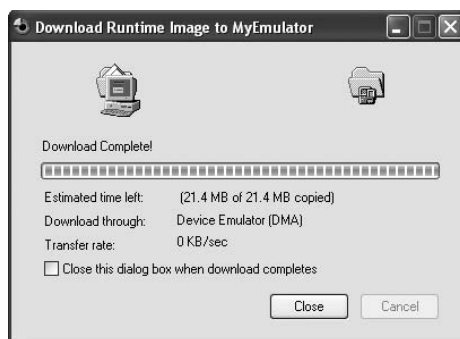 Download Runtime Image to MyEmulator
Download Complete!
Estimated time left: (21.4 MB of 21.4 MB copied)
Download through: Device Emulator (DMA)
Transfer rate: 0 KB/sec
Close this dialog box when download completes
Close Cancel